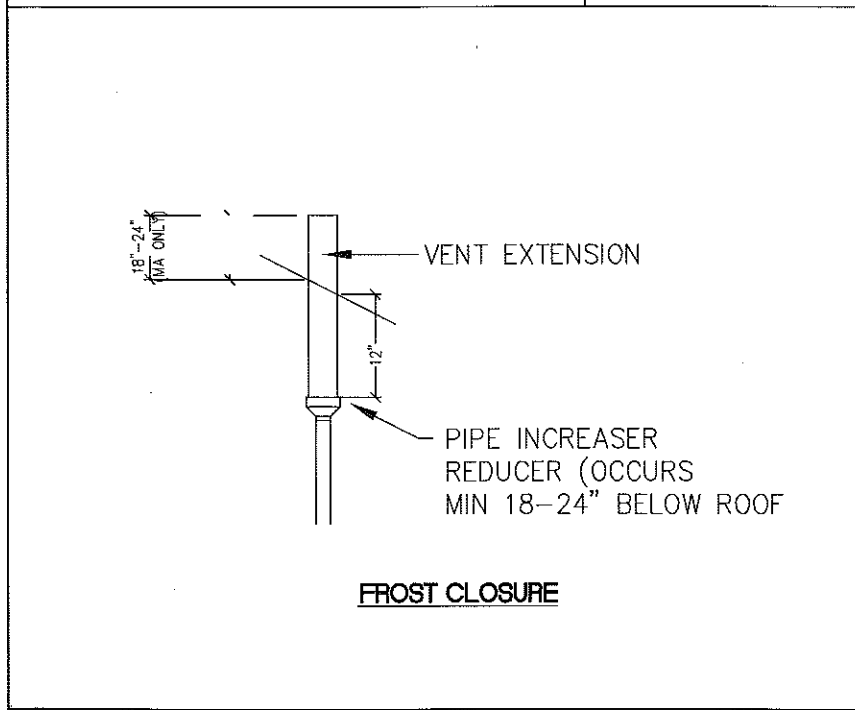 18"-24"
(MA ONLY)
VENT EXTENSION
12"
PIPE INCREASER
REDUCER (OCCURS
MIN 18-24" BELOW ROOF
FROST CLOSURE